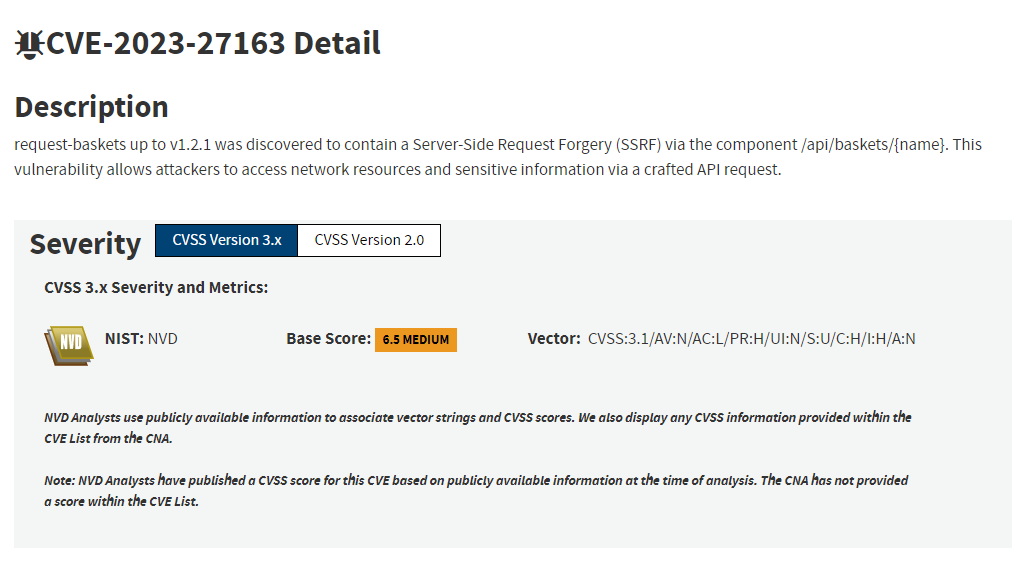 CVE-2023-27163 Detail
Description
request-baskets up to v1.2.1 was discovered to contain a Server-Side Request Forgery (SSRF) via the component /api/baskets/{name}. This
vulnerability allows attackers to access network resources and sensitive information via a crafted API request.
Severity CVSS Version 3.x CVSS Version 2.0
CVSS 3.x Severity and Metrics:
NVD NIST: NVD Base Score: 6.5 MEDIUM Vector: CVSS:3.1/AV:N/AC:L/PR:H/UI:N/S:U/C:H/I:H/A:N
NVD Analysts use publicly available information to associate vector strings and CVSS scores. We also display any CVSS information provided within the
CVE List from the CNA.
Note: NVD Analysts have published a CVSS score for this CVE based on publicly available information at the time of analysis. The CNA has not provided
a score within the CVE List.